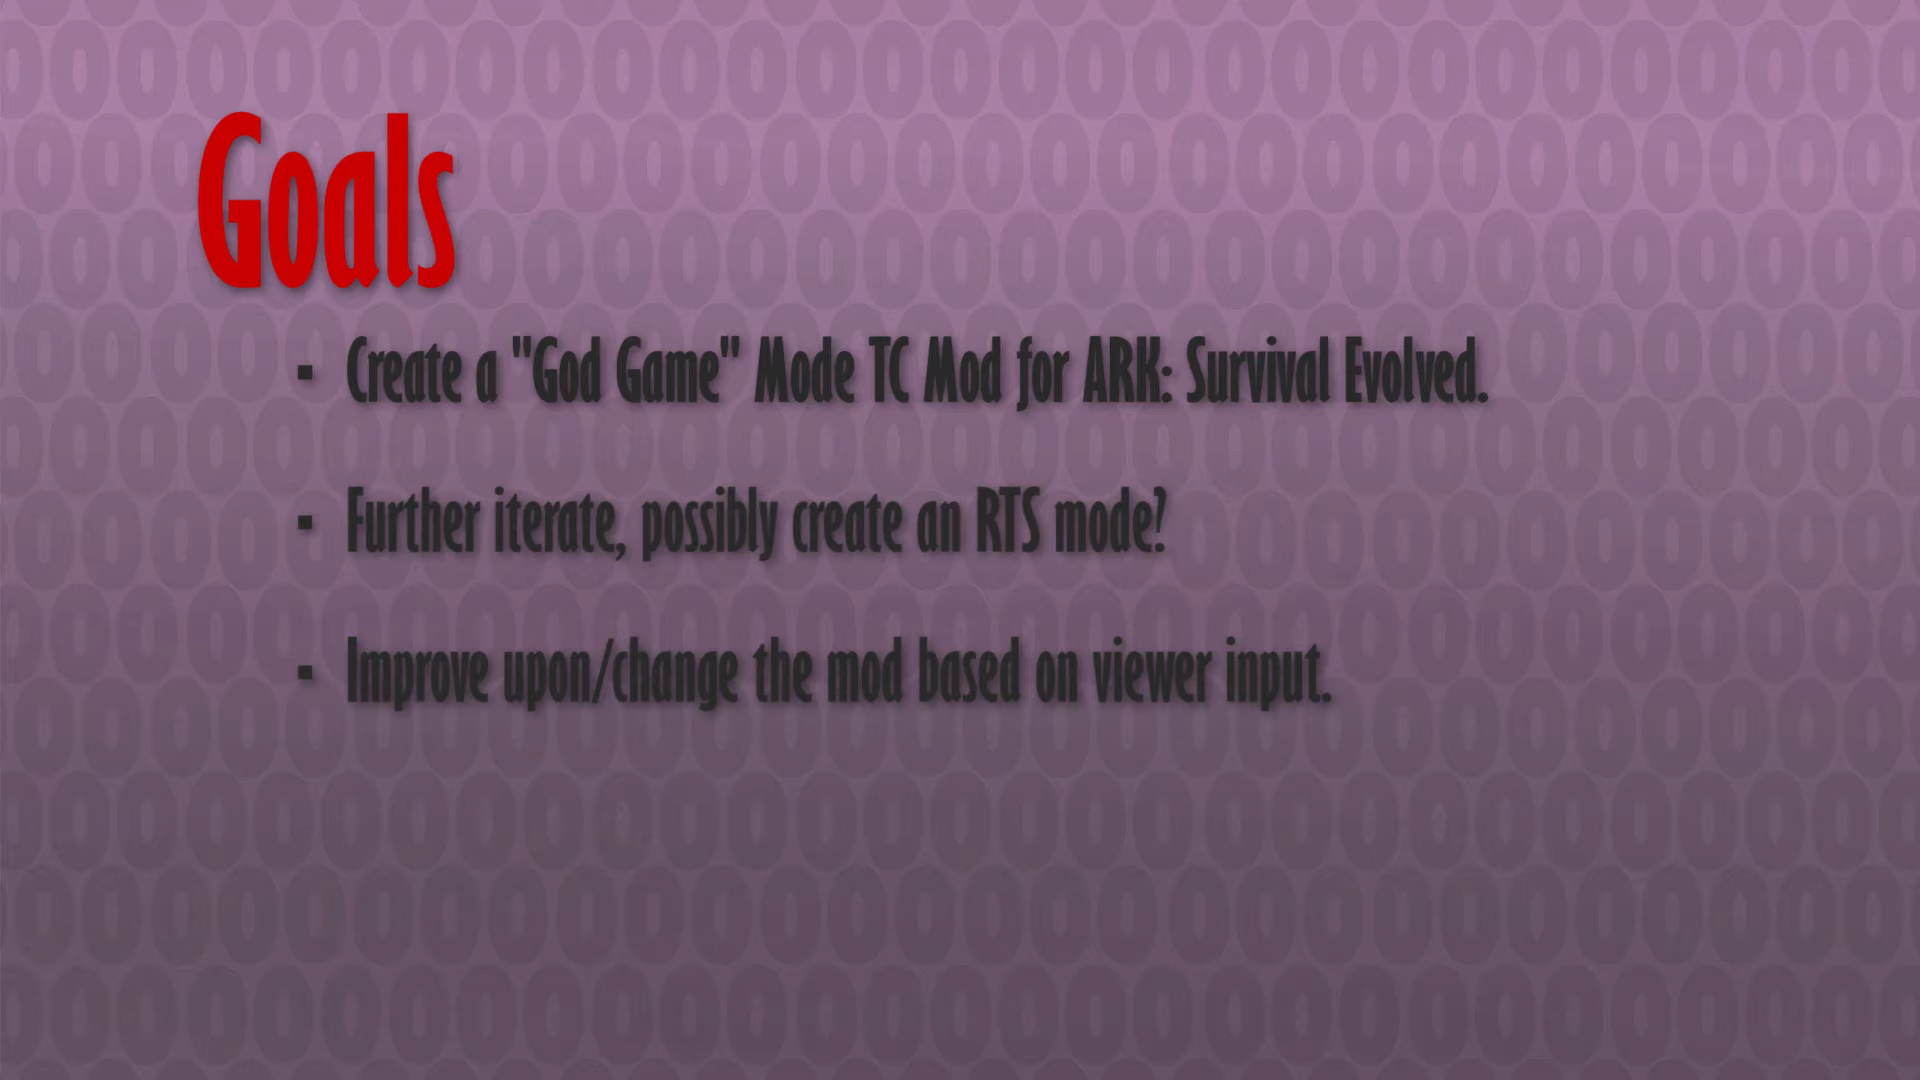 Goals
▪ Create a "God Game" Mode TC Mod for ARK: Survival Evolved.
▪ Further iterate, possibly create an RTS mode?
▪ Improve upon/change the mod based on viewer input.